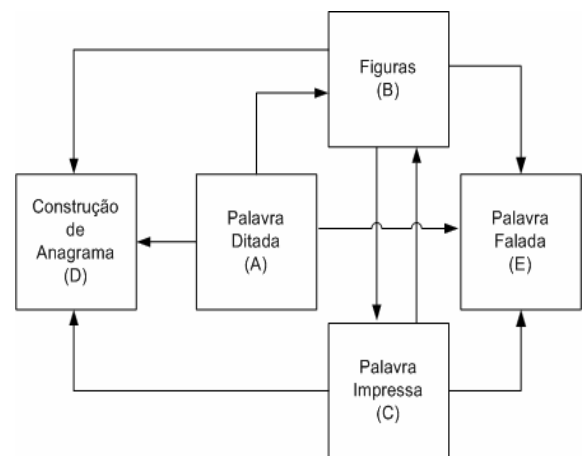 Figuras
(B)
Construção
de
Anagrama
(D)
Palavra
Ditada
(A)
Palavra
Falada
(E)
Palavra
Impressa
(C)